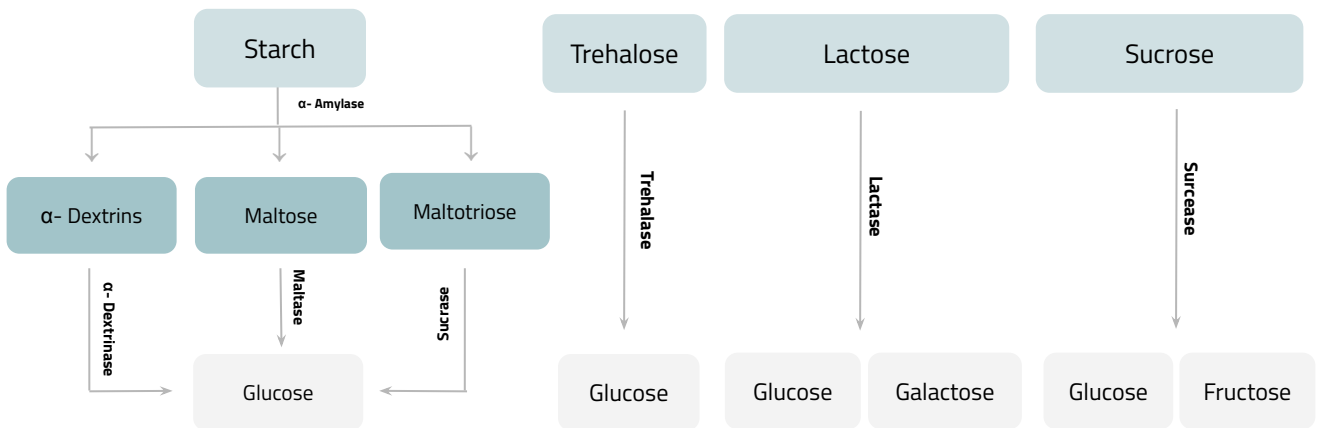 Starch
Trehalose
Lactose
Sucrose
α- Amylase
α- Dextrins
Maltose
Maltotriose
Trehalase
Lactase
Surcease
α- Dextrinase
Maltase
Sucrase
Glucose
Glucose
Glucose
Galactose
Glucose
Fructose